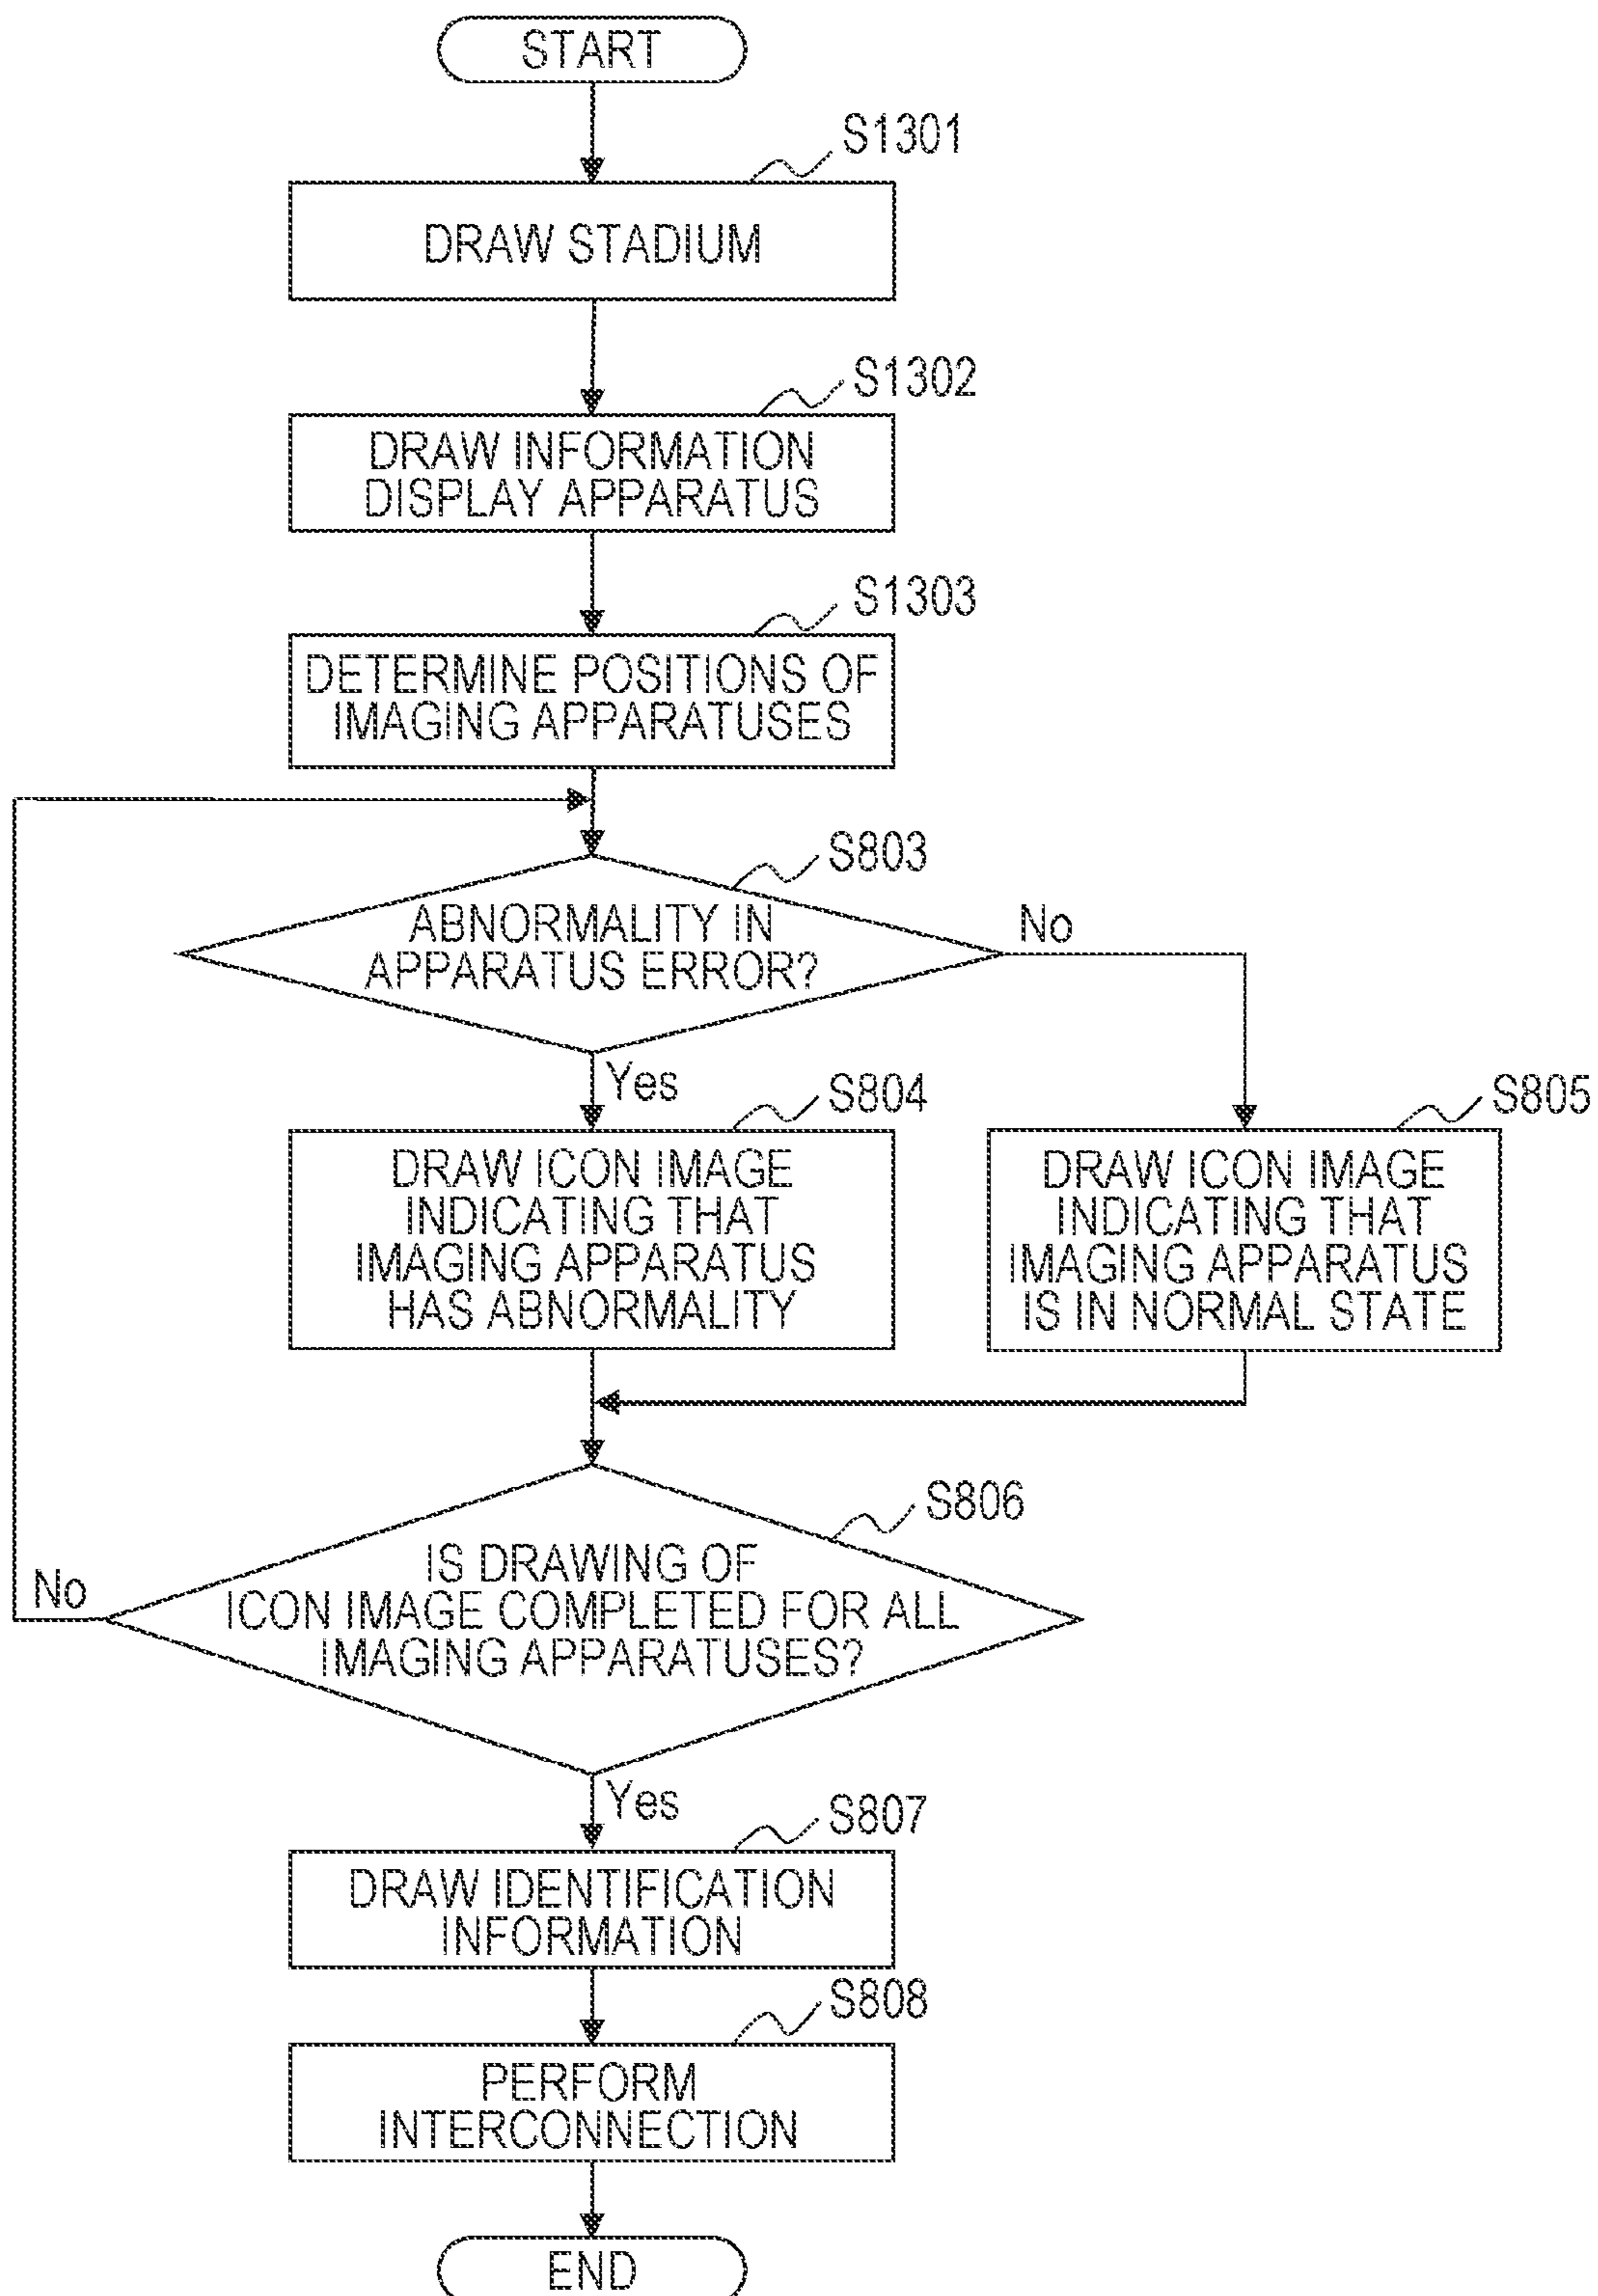 START
S1301
DRAW STADIUM
S1302
DRAW INFORMATION
DISPLAY APPARATUS
S1303
DETERMINE POSITIONS OF
IMAGING APPARATUSES
S803
ABNORMALITY IN
APPARATUS ERROR?
No
Yes
S804
DRAW ICON IMAGE
INDICATING THAT
IMAGING APPARATUS
HAS ABNORMALITY
S805
DRAW ICON IMAGE
INDICATING THAT
IMAGING APPARATUS
IS IN NORMAL STATE
S806
IS DRAWING OF
ICON IMAGE COMPLETED FOR ALL
IMAGING APPARATUSES?
No
Yes
S807
DRAW IDENTIFICATION
INFORMATION
S808
PERFORM
INTERCONNECTION
END